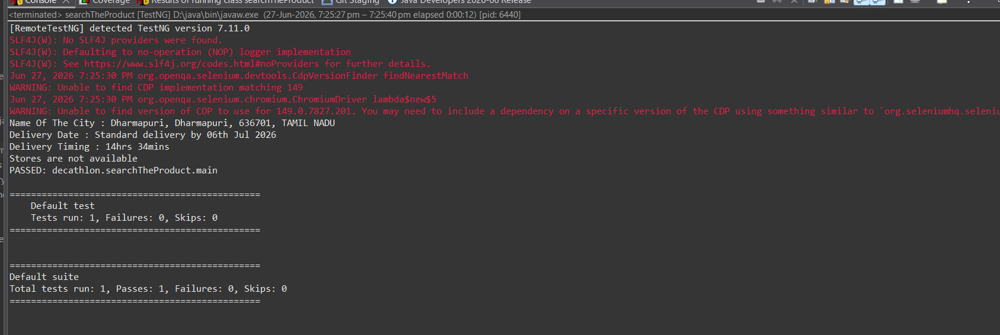 Console Coverage Results of running class searchTheProduct Git Staging Java Developers 2026-06 Release
<terminated> searchTheProduct [TestNG] D:\java\bin\javaw.exe (27-Jun-2026, 7:25:27 pm – 7:25:40 pm elapsed 0:00:12) [pid: 6440]
[RemoteTestNG] detected TestNG version 7.11.0
SLF4J(W): No SLF4J providers were found.
SLF4J(W): Defaulting to no-operation (NOP) logger implementation
SLF4J(W): See https://www.slf4j.org/codes.html#noProviders for further details.
Jun 27, 2026 7:25:30 PM org.openqa.selenium.devtools.CdpVersionFinder findNearestMatch
WARNING: Unable to find CDP implementation matching 149
Jun 27, 2026 7:25:30 PM org.openqa.selenium.chromium.ChromiumDriver lambda$new$5
WARNING: Unable to find version of CDP to use for 149.0.7827.201. You may need to include a dependency on a specific version of the CDP using something similar to `org.seleniumhq.seleniu
Name Of The City : Dharmapuri, Dharmapuri, 636701, TAMIL NADU
Delivery Date : Standard delivery by 06th Jul 2026
Delivery Timing : 14hrs 34mins
Stores are not available
PASSED: decathlon.searchTheProduct.main
===============================================
Default test
Tests run: 1, Failures: 0, Skips: 0
===============================================
===============================================
Default suite
Total tests run: 1, Passes: 1, Failures: 0, Skips: 0
===============================================